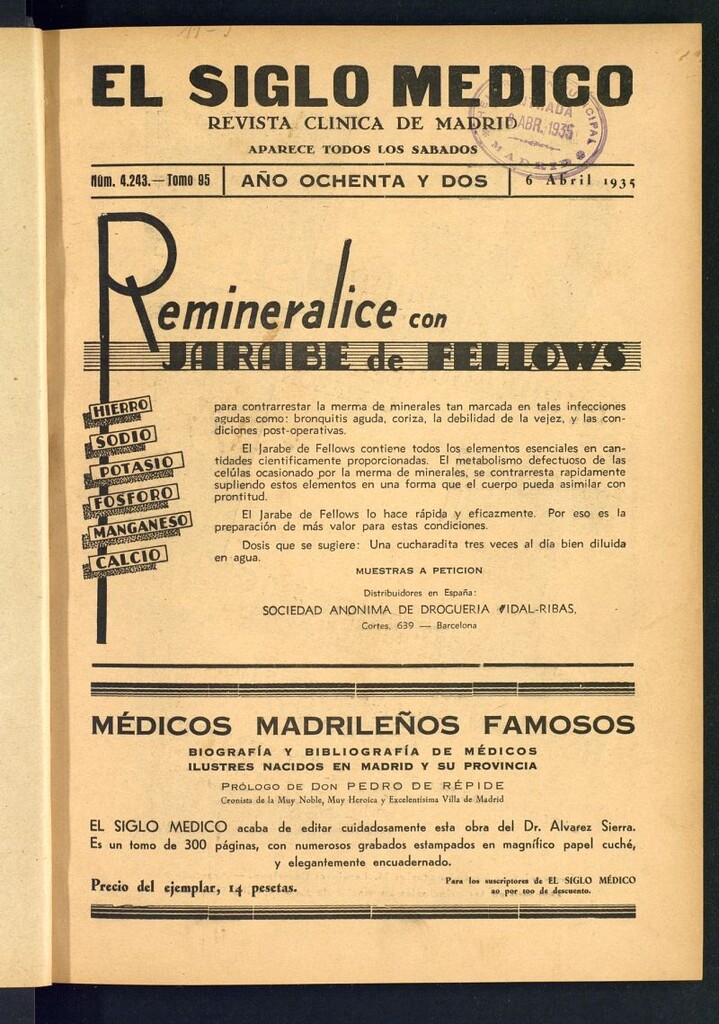 EL SIGLO MEDICO
REVISTA CLINICA DE MADRID
APARECE TODOS LOS SABADOS
ENTRADA
8 ABR. 1935
MADRID
Núm. 4.243.—Tomo 95 AÑO OCHENTA Y DOS 6 Abril 1935
Remineralice con
JARABE de FELLOWS
HIERRO
SODIO
POTASIO
FOSFORO
MANGANESO
CALCIO
para contrarrestar la merma de minerales tan marcada en tales infecciones
agudas como: bronquitis aguda, coriza, la debilidad de la vejez, y las con-
diciones post-operativas.
El Jarabe de Fellows contiene todos los elementos esenciales en can-
tidades cientificamente proporcionadas. El metabolismo defectuoso de las
células ocasionado por la merma de minerales, se contrarresta rapidamente
supliendo estos elementos en una forma que el cuerpo pueda asimilar con
prontitud.
El Jarabe de Fellows lo hace rápida y eficazmente. Por eso es la
preparación de más valor para estas condiciones.
Dosis que se sugiere: Una cucharadita tres veces al día bien diluida
en agua.
MUESTRAS A PETICION
Distribuidores en España:
SOCIEDAD ANONIMA DE DROGUERIA VIDAL-RIBAS,
Cortes, 639 — Barcelona
MÉDICOS MADRILEÑOS FAMOSOS
BIOGRAFÍA Y BIBLIOGRAFÍA DE MÉDICOS
ILUSTRES NACIDOS EN MADRID Y SU PROVINCIA
PRÓLOGO DE DON PEDRO DE RÉPIDE
Cronista de la Muy Noble, Muy Heroica y Excelentísima Villa de Madrid
EL SIGLO MEDICO acaba de editar cuidadosamente esta obra del Dr. Alvarez Sierra.
Es un tomo de 300 páginas, con numerosos grabados estampados en magnífico papel cuché,
y elegantemente encuadernado.
Precio del ejemplar, 14 pesetas.
Para los suscriptores de EL SIGLO MÉDICO
20 por 100 de descuento.